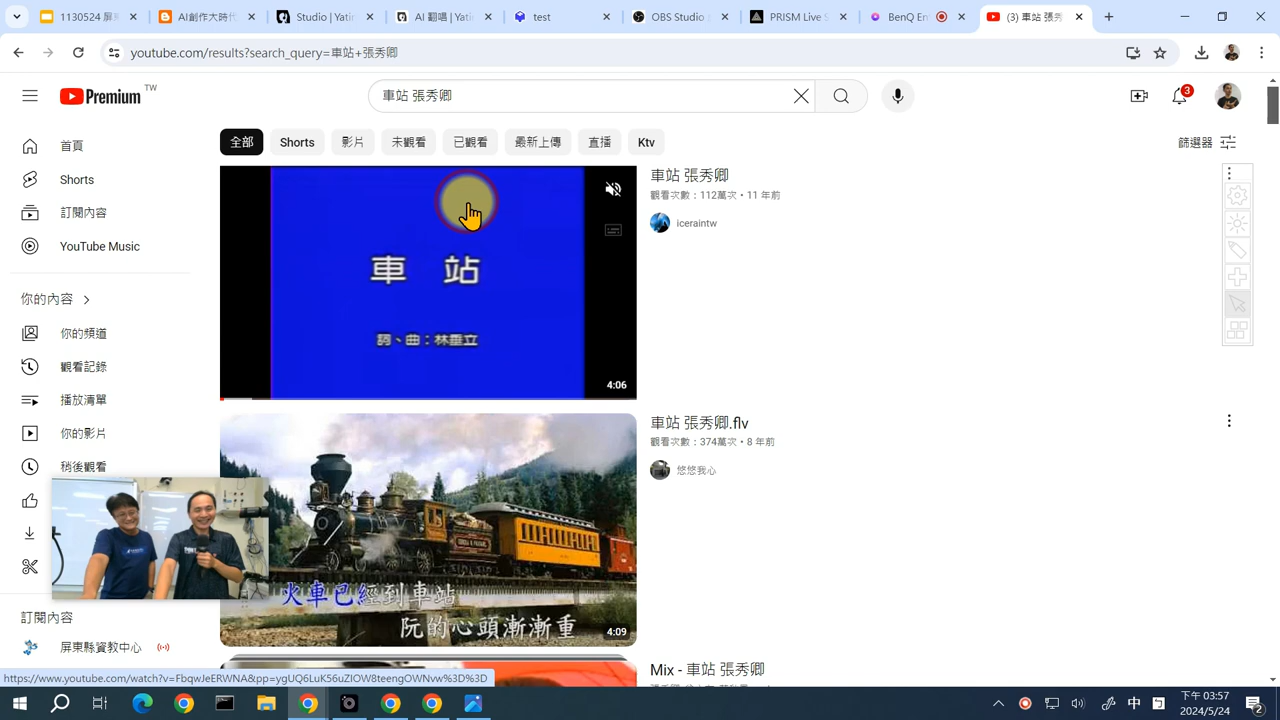 1130524 屏
AI創作大時代
Studio | Yatin
AI 翻唱 | Yati
test
OBS Studio
PRISM Live S
BenQ En
(3) 車站 張秀
youtube.com/results?search_query=車站+張秀卿
Premium TW
車站 張秀卿
3
全部
Shorts
影片
未觀看
已觀看
最新上傳
直播
Ktv
篩選器
首頁
Shorts
訂閱內容
YouTube Music
你的內容
你的頻道
觀看記錄
播放清單
你的影片
稍後觀看
訂閱內容
屏東縣資教中心
車 站
詞、曲：林垂立
4:06
車站 張秀卿
觀看次數：112萬次・11 年前
iceraintw
火車已經到車站
阮的心頭漸漸重
4:09
車站 張秀卿.flv
觀看次數：374萬次・8 年前
悠悠我心
Mix - 車站 張秀卿
https://www.youtube.com/watch?v=FbqwJeERWNA&pp=ygUQ6LuK56uZIOW8teengOWNvw%3D%3D
中
下午 03:57
2024/5/24
2